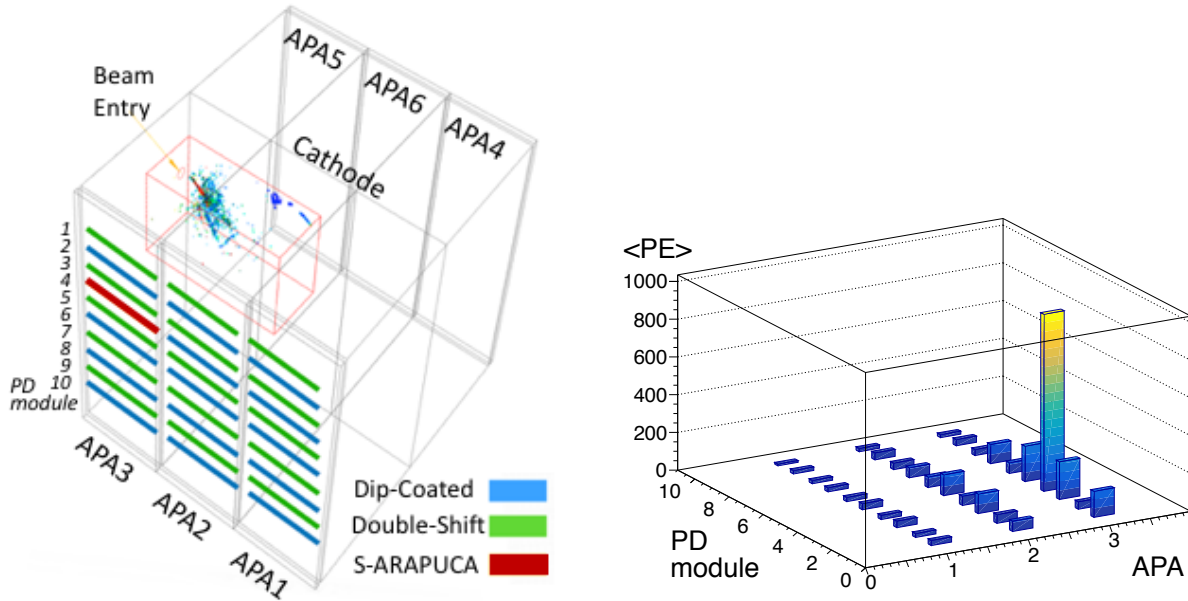 APA5
APA6
APA4
Beam
Entry
Cathode
1
2
3
4
5
6
7
8
9
PD 10
module
APA3
APA2
APA1
Dip-Coated
Double-Shift
S-ARAPUCA
<PE>
1000
800
600
400
200
0
10
8
6
4
2
0
PD
module
0
1
2
3
APA